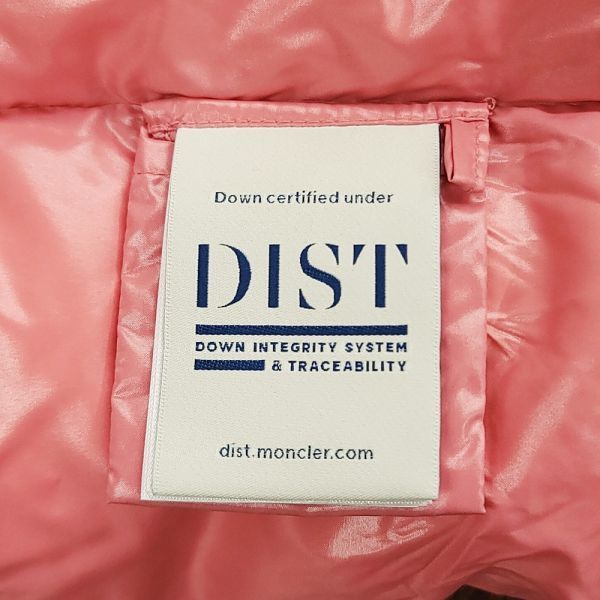 Down certified under
DIST
DOWN INTEGRITY SYSTEM
& TRACEABILITY
dist.moncler.com